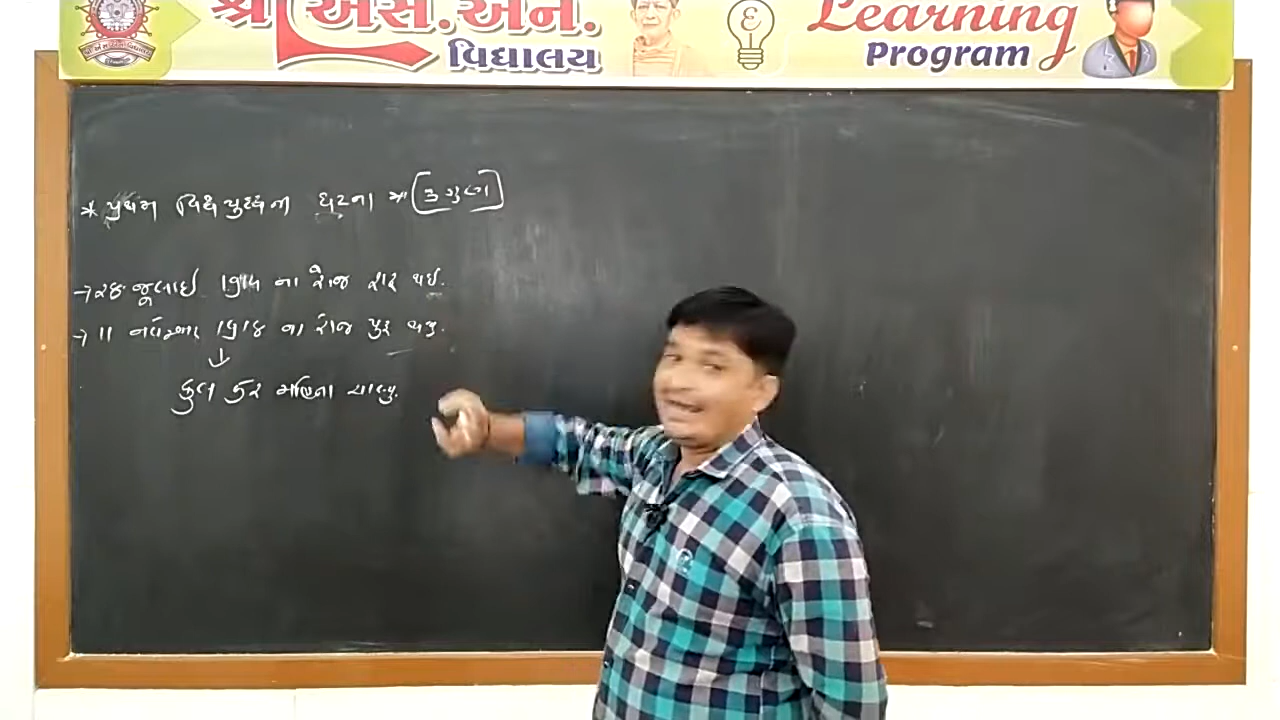 શ્રી એસ.એન.
વિદ્યાલય
Learning
Program
* પ્રથમ વિશ્વયુદ્ધના ઘટના
→ ૨૮ જુલાઈ ૧૯૧૪ ના રોજ શરૂ થઈ.
→ ૧૧ નવેમ્બર ૧૯૧૮ ના રોજ પુરૂ થયુ.
↓
કુલ ૫૨ મહિના ચાલ્યુ.